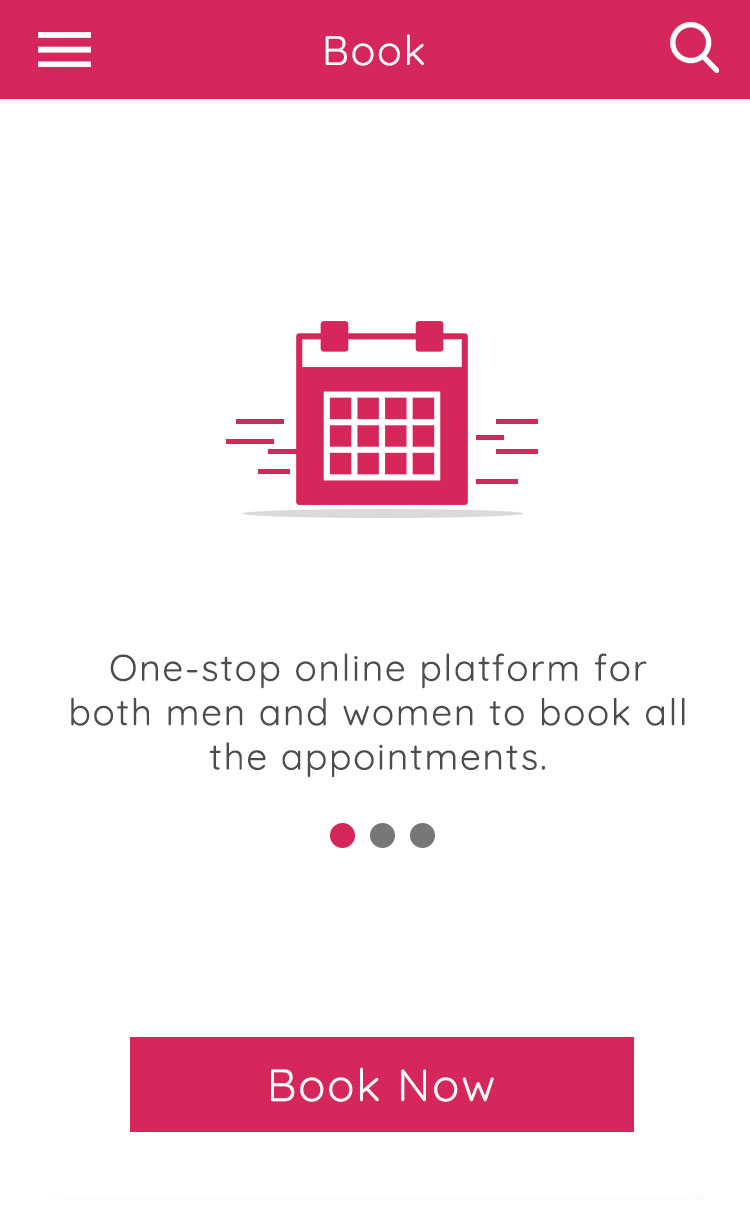 Book
One-stop online platform for
both men and women to book all
the appointments.
Book Now